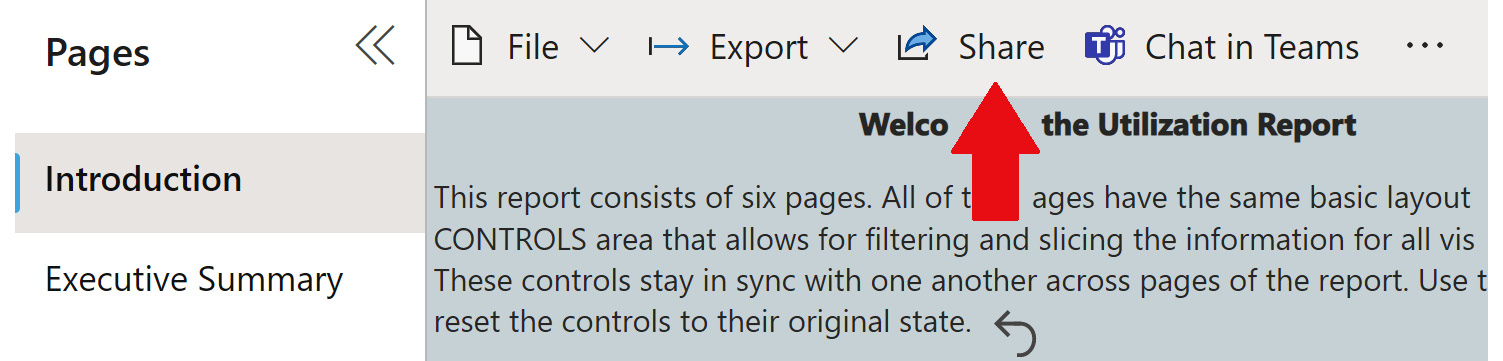 Pages
Introduction
Executive Summary
File
Export
Share
Chat in Teams
Welco the Utilization Report
This report consists of six pages. All of ages have the same basic layout
CONTROLS area that allows for filtering and slicing the information for all vis
These controls stay in sync with one another across pages of the report. Use t
reset the controls to their original state.